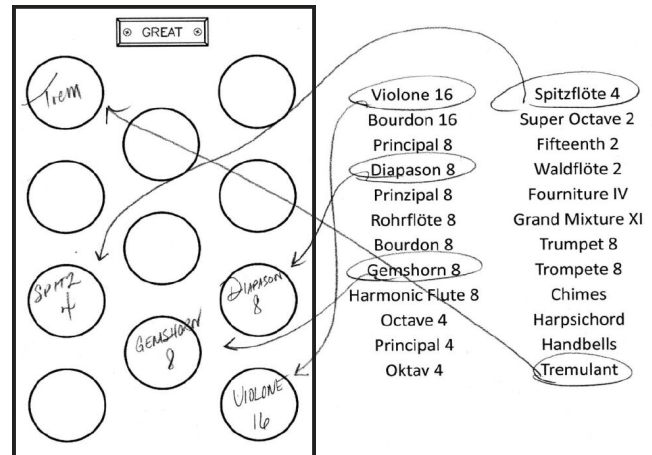 GREAT
Trem
SPITZ
4
DIAPASON
8
GEMSHORN
8
VIOLONE
16
Violone 16
Bourdon 16
Principal 8
Diapason 8
Prinzipal 8
Rohrflöte 8
Bourdon 8
Gemshorn 8
Harmonic Flute 8
Octave 4
Principal 4
Oktav 4
Spitzflöte 4
Super Octave 2
Fifteenth 2
Waldflöte 2
Fourniture IV
Grand Mixture XI
Trumpet 8
Trompete 8
Chimes
Harpsichord
Handbells
Tremulant